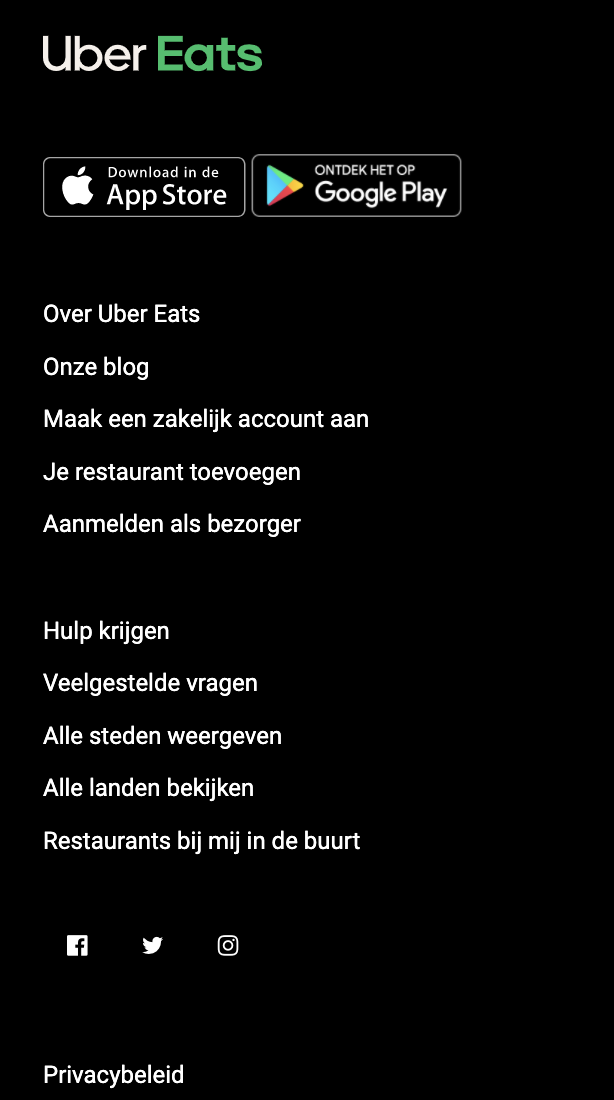 Uber Eats
Download in de
App Store
ONTDEK HET OP
Google Play
Over Uber Eats
Onze blog
Maak een zakelijk account aan
Je restaurant toevoegen
Aanmelden als bezorger
Hulp krijgen
Veelgestelde vragen
Alle steden weergeven
Alle landen bekijken
Restaurants bij mij in de buurt
Privacybeleid